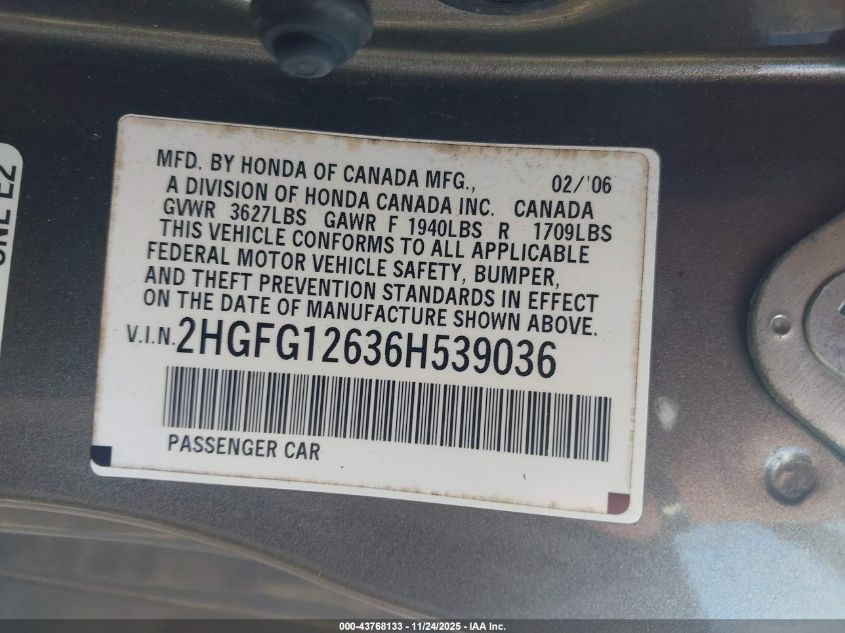 MFD. BY HONDA OF CANADA MFG., 02/'06
A DIVISION OF HONDA CANADA INC. CANADA
GVWR 3627LBS GAWR F 1940LBS R 1709LBS
THIS VEHICLE CONFORMS TO ALL APPLICABLE
FEDERAL MOTOR VEHICLE SAFETY, BUMPER,
AND THEFT PREVENTION STANDARDS IN EFFECT
ON THE DATE OF MANUFACTURE SHOWN ABOVE.
V.I.N. 2HGFG12636H539036
PASSENGER CAR
000-43768133 - 11/24/2025 - IAA Inc.